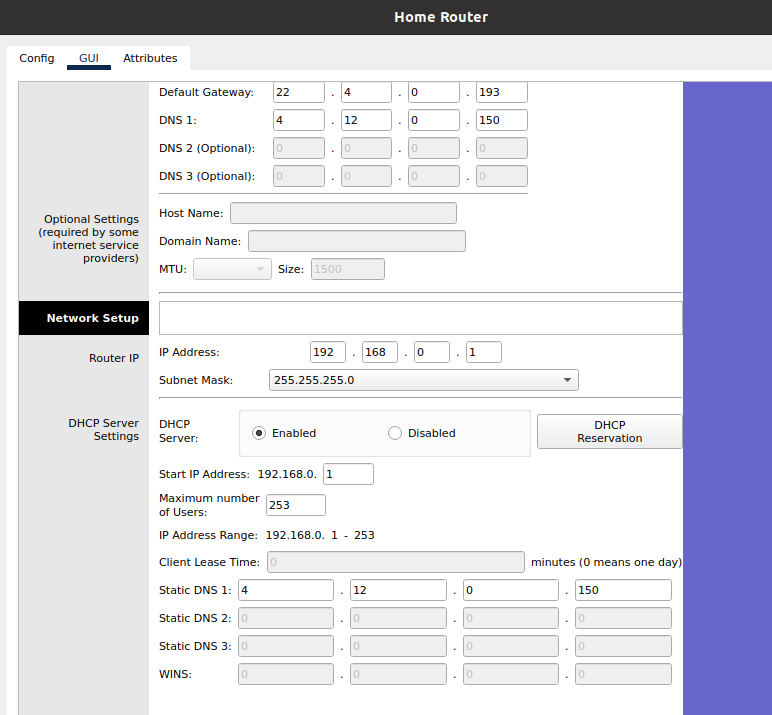 Home Router
Config GUI Attributes
Default Gateway: 22 . 4 . 0 . 193
DNS 1: 4 . 12 . 0 . 150
DNS 2 (Optional): 0 . 0 . 0 . 0
DNS 3 (Optional): 0 . 0 . 0 . 0
Optional Settings
(required by some
internet service
providers)
Host Name:
Domain Name:
MTU: Size: 1500
Network Setup
Router IP
IP Address: 192 . 168 . 0 . 1
Subnet Mask: 255.255.255.0
DHCP Server
Settings
DHCP
Server:
Enabled Disabled
DHCP
Reservation
Start IP Address: 192.168.0. 1
Maximum number
of Users: 253
IP Address Range: 192.168.0. 1 - 253
Client Lease Time: 0 minutes (0 means one day)
Static DNS 1: 4 . 12 . 0 . 150
Static DNS 2: 0 . 0 . 0 . 0
Static DNS 3: 0 . 0 . 0 . 0
WINS: 0 . 0 . 0 . 0